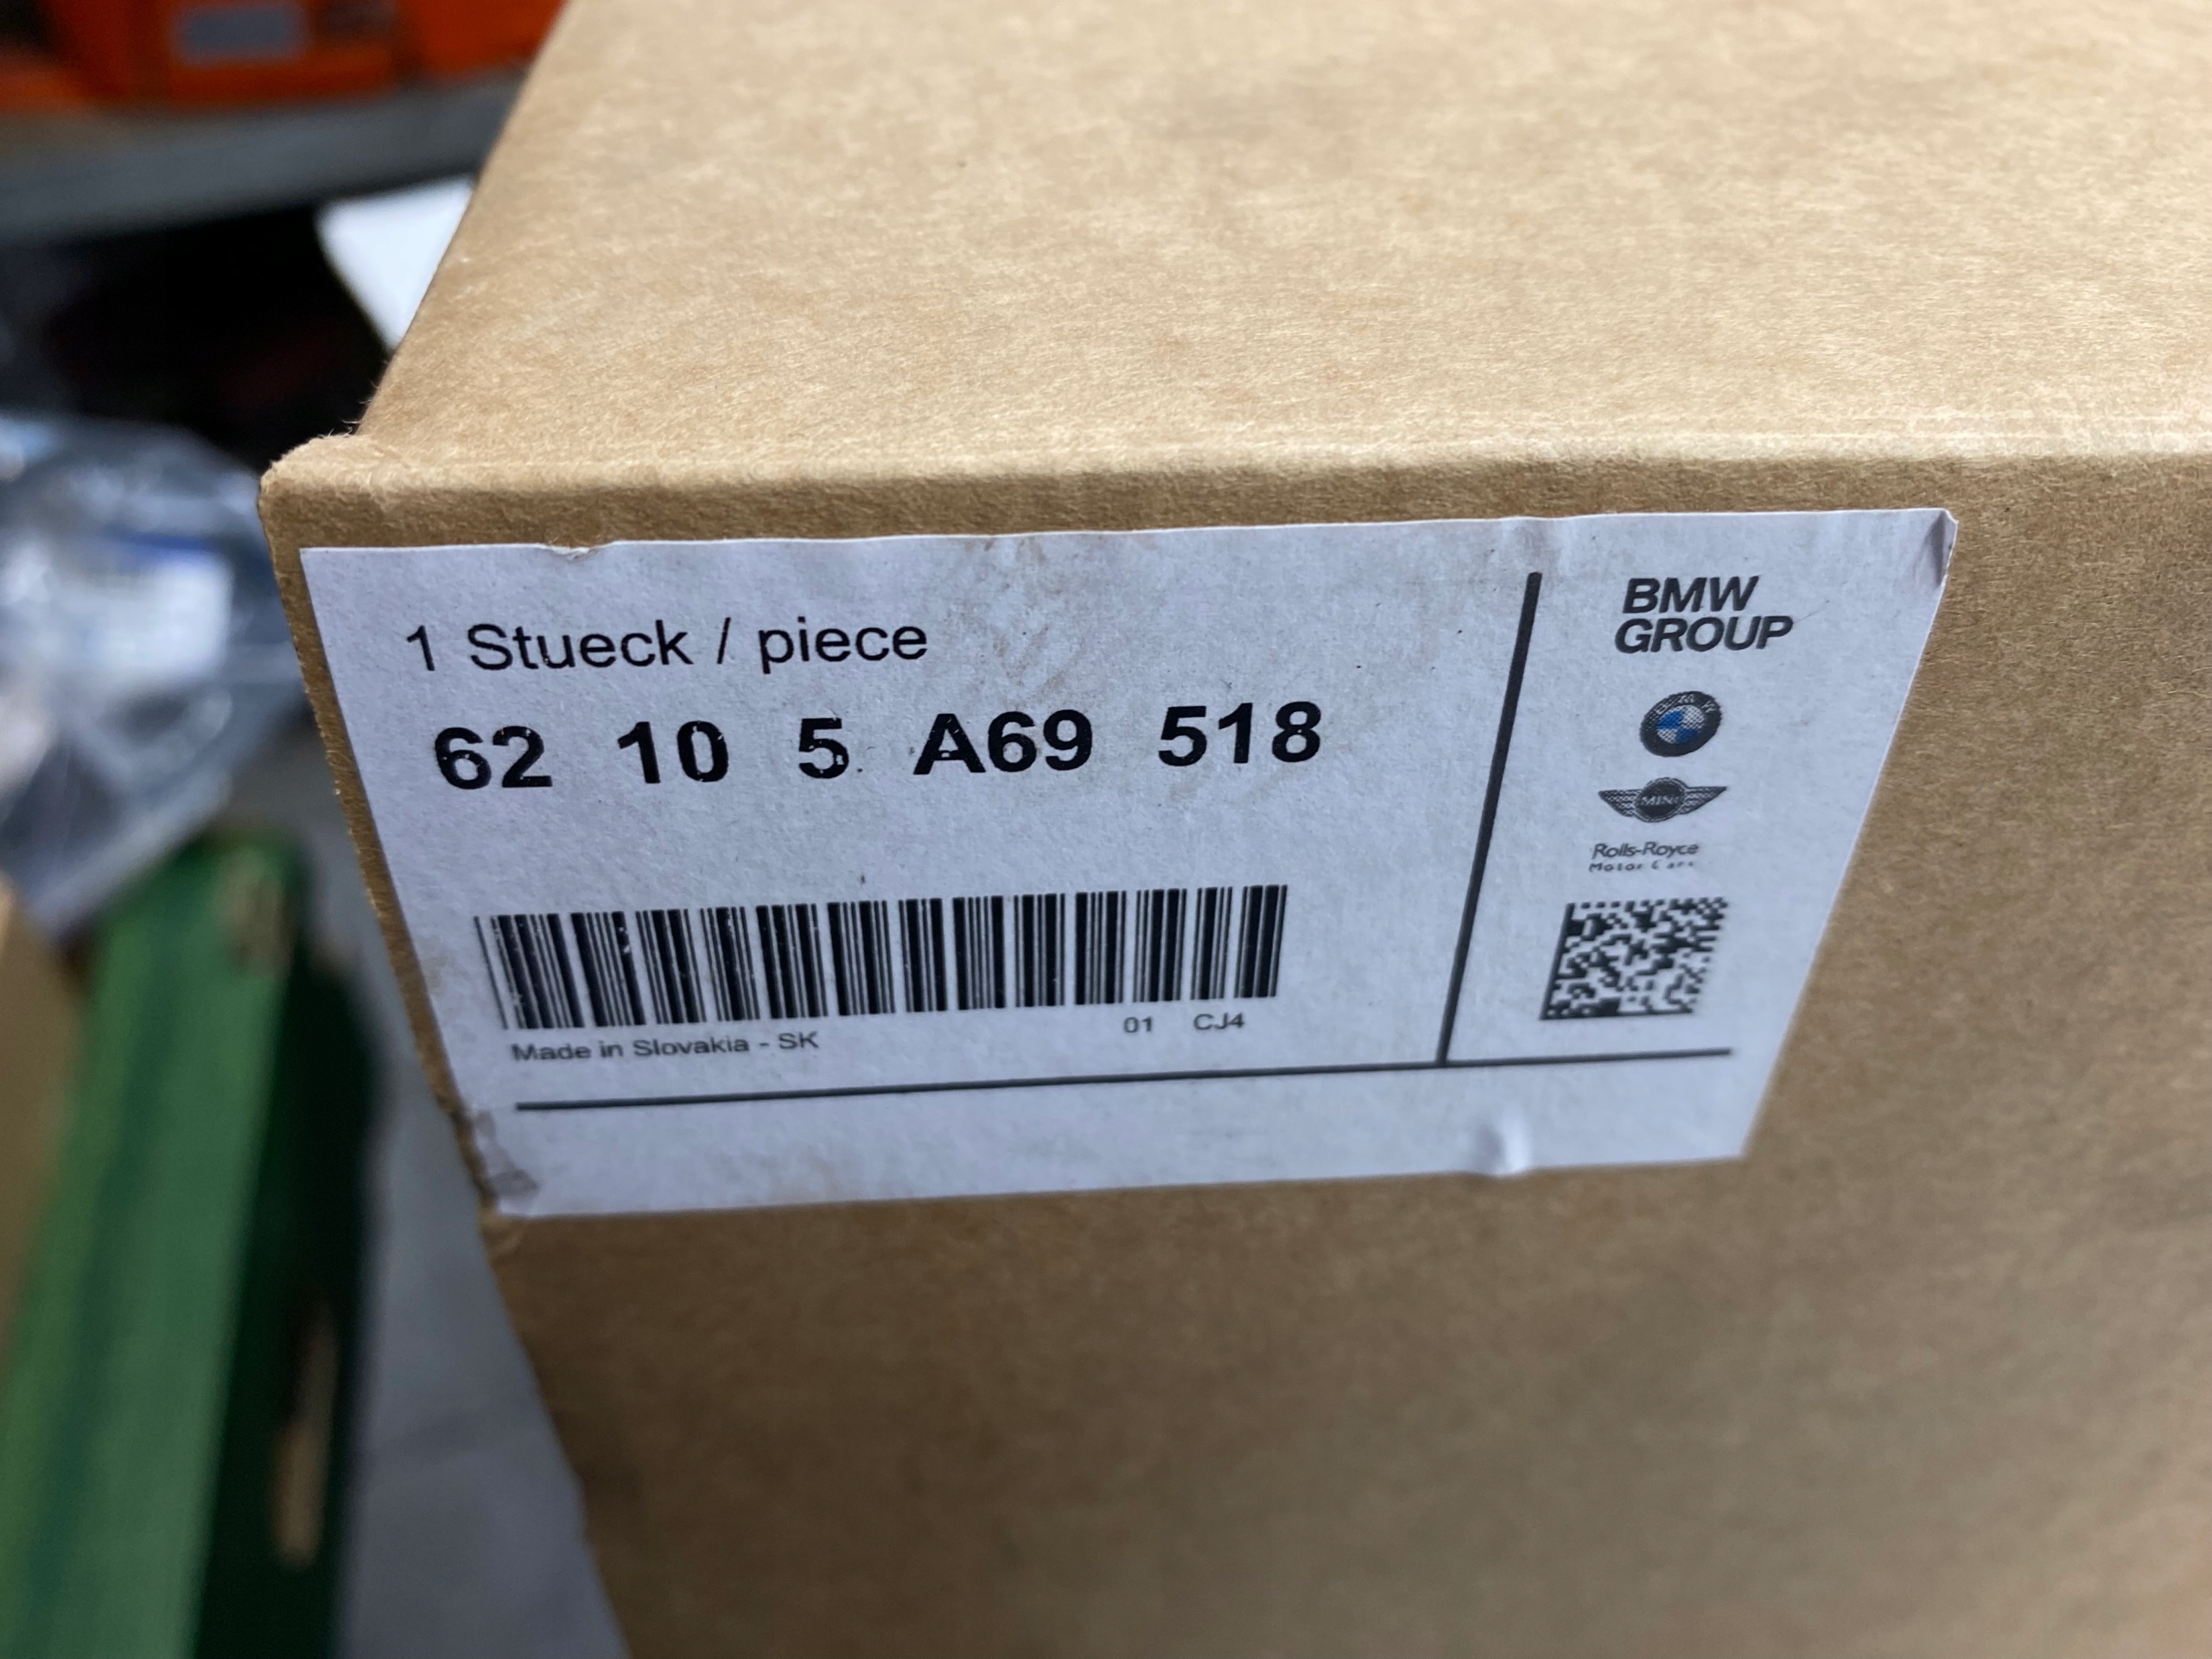 1 Stueck / piece
62 10 5 A69 518
01 CJ4
Made in Slovakia - SK
BMW
GROUP
MINI
Rolls-Royce
Motor Cars